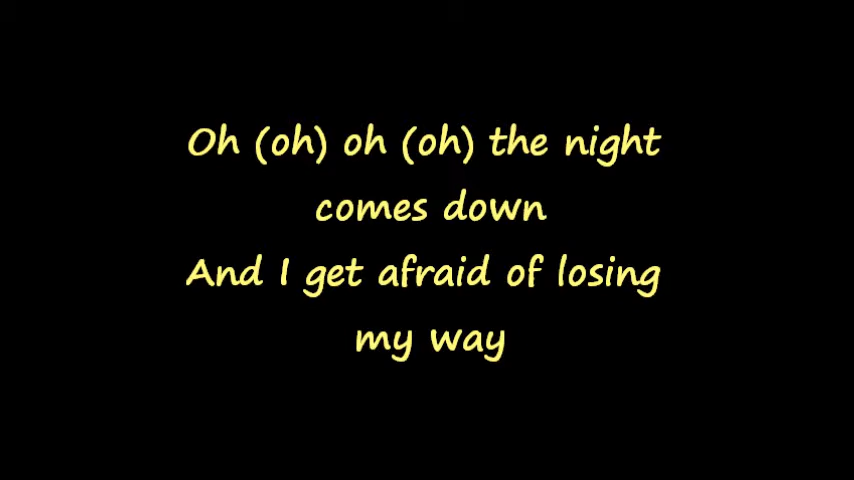 Oh (oh) oh (oh) the night
comes down
And I get afraid of losing
my way